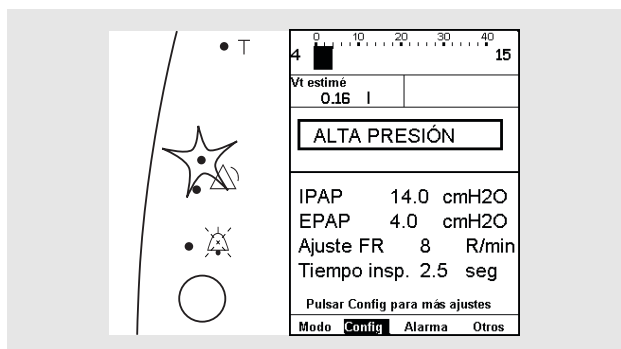 T
0 10 20 30 40
4 15
Vt estimé
0.16 l
ALTA PRESIÓN
IPAP 14.0 cmH2O
EPAP 4.0 cmH2O
Ajuste FR 8 R/min
Tiempo insp. 2.5 seg
Pulsar Config para más ajustes
Modo Config Alarma Otros